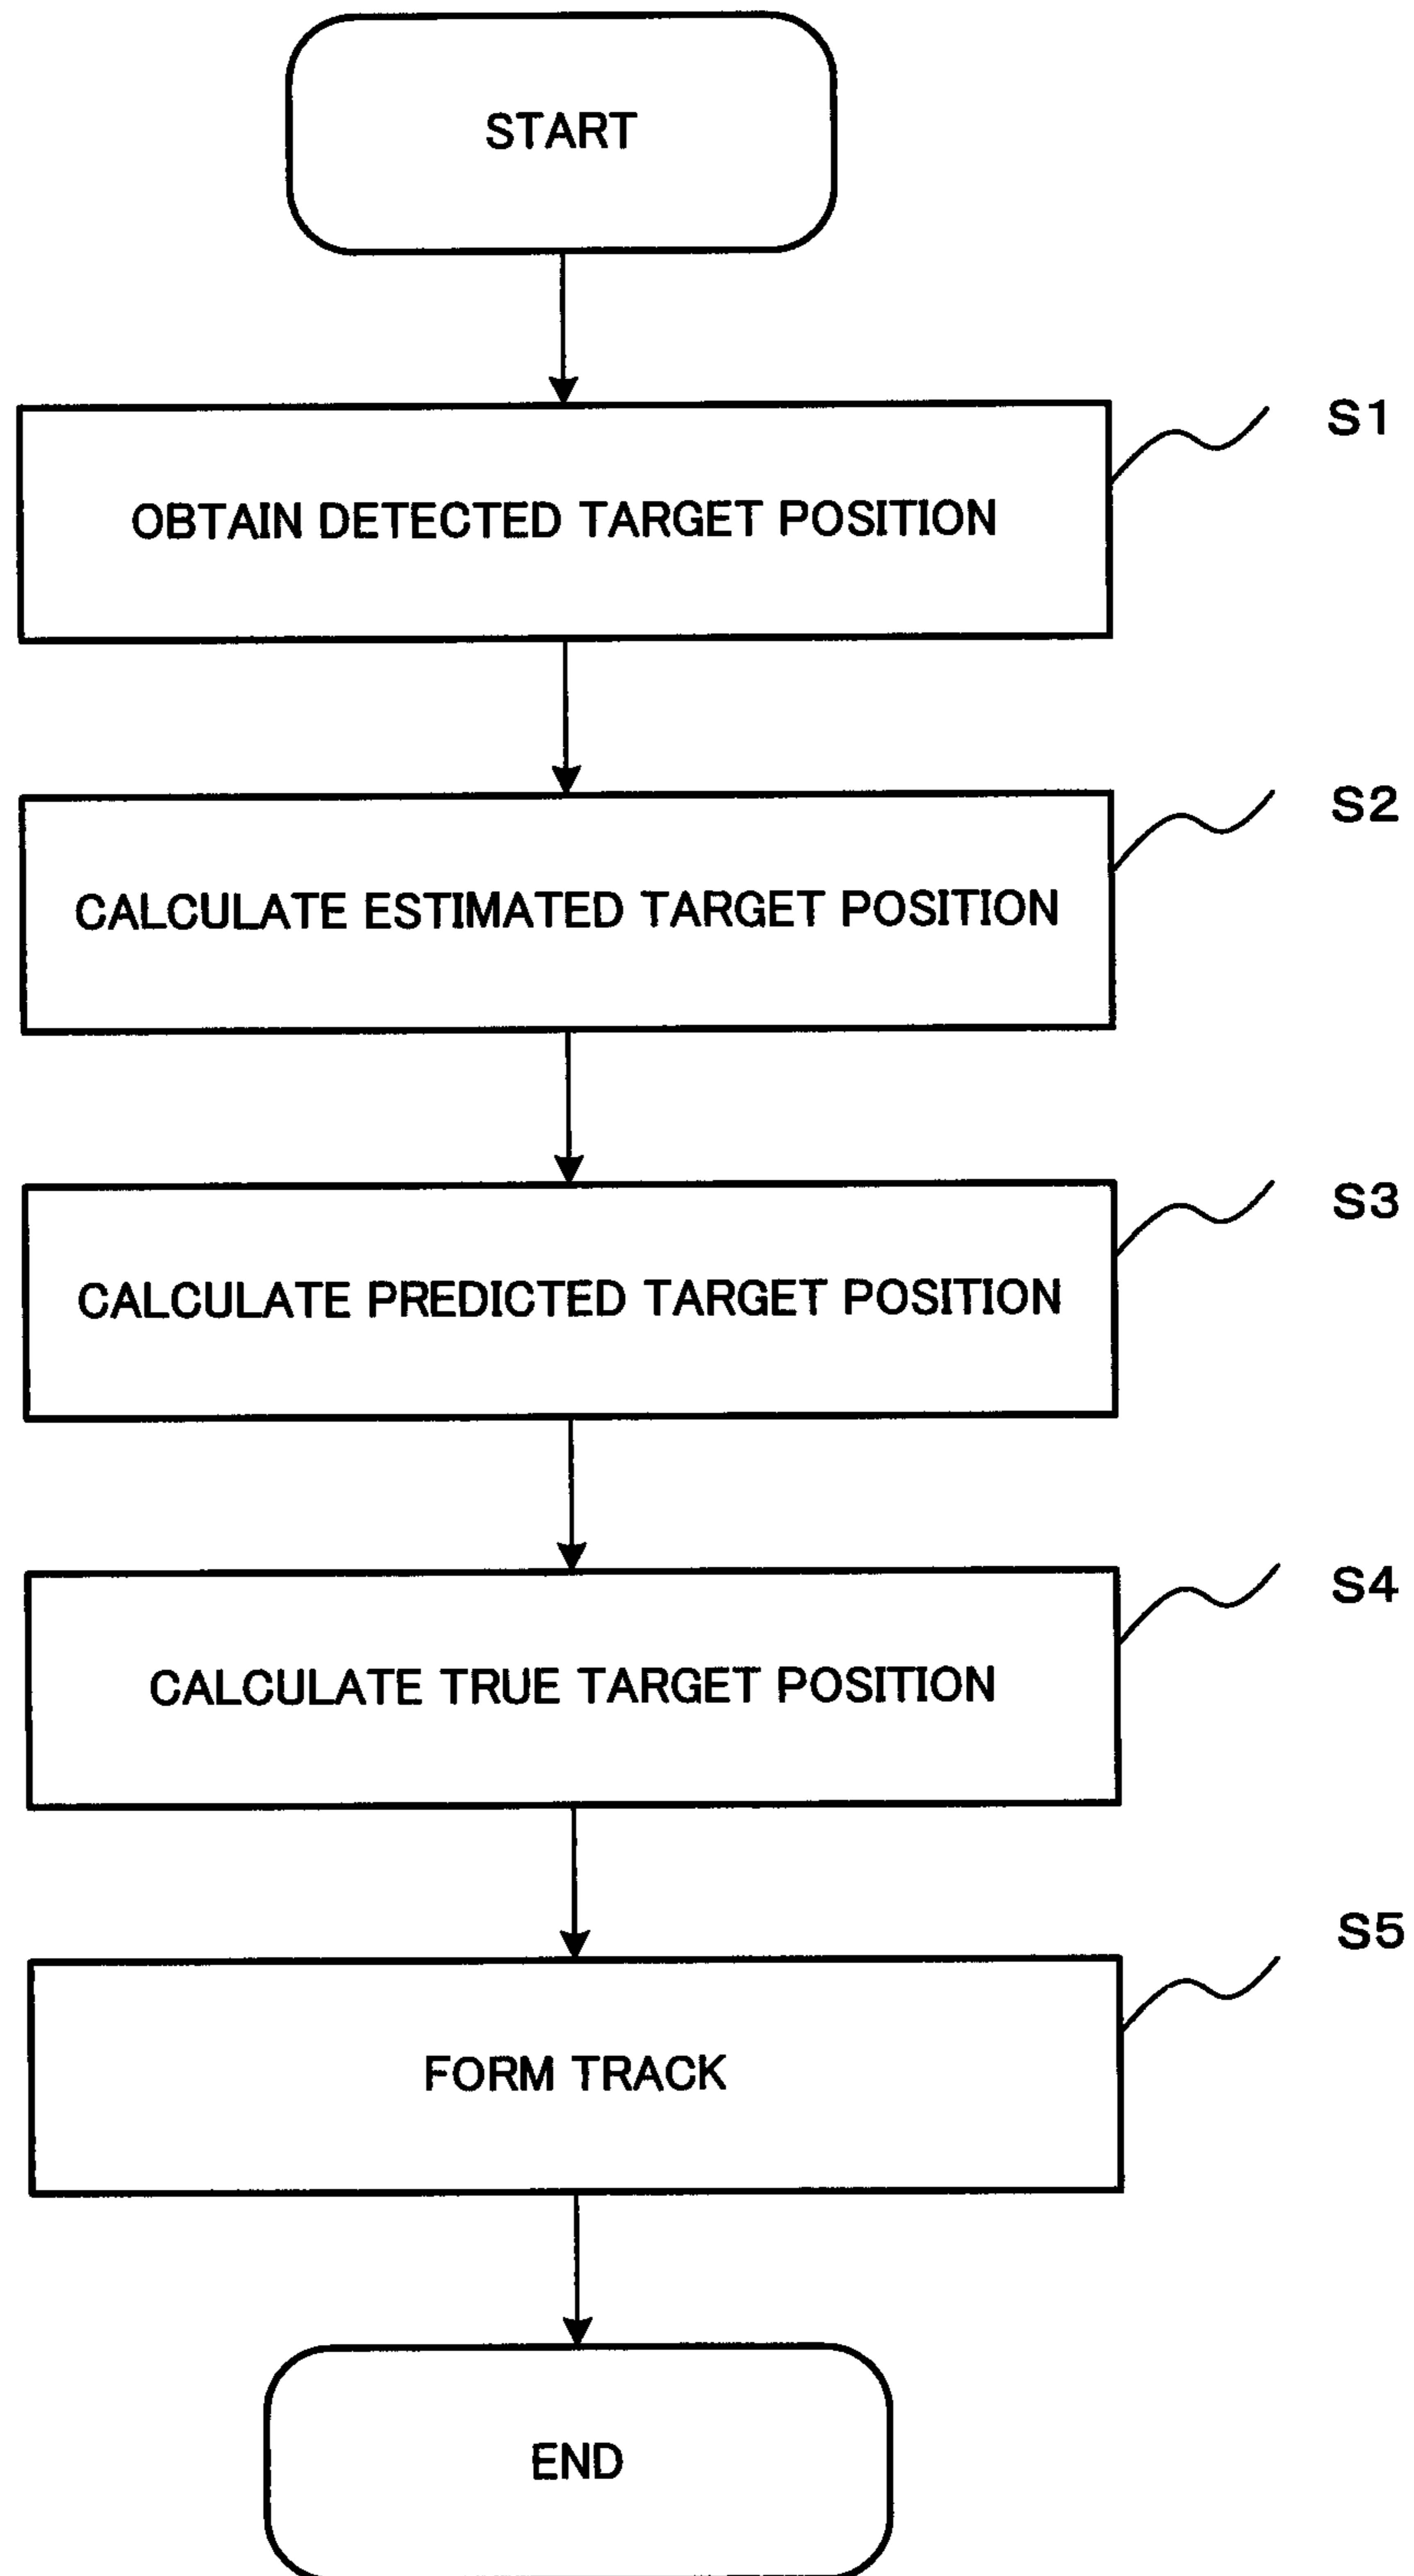 START
S1
OBTAIN DETECTED TARGET POSITION
S2
CALCULATE ESTIMATED TARGET POSITION
S3
CALCULATE PREDICTED TARGET POSITION
S4
CALCULATE TRUE TARGET POSITION
S5
FORM TRACK
END